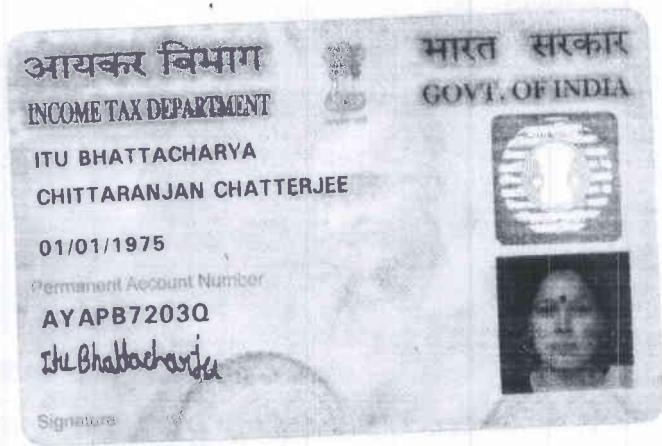 आयकर विभाग
भारत सरकार
INCOME TAX DEPARTMENT
GOVT. OF INDIA
ITU BHATTACHARYA
CHITTARANJAN CHATTERJEE
01/01/1975
Permanent Account Number
AYAPB7203Q
Itu Bhattacharjee
Signature